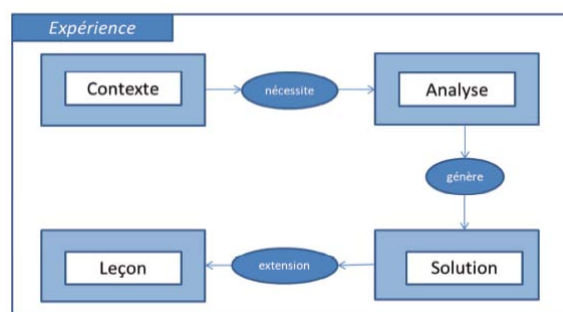 Expérience
Contexte
nécessite
Analyse
génère
Solution
extension
Leçon